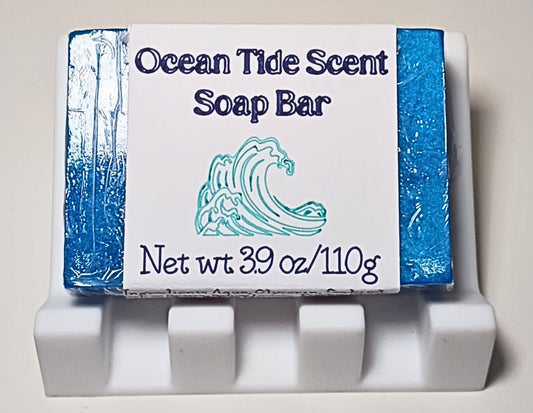 Ocean Tide Scent
Soap Bar
Net wt 3.9 oz/110g